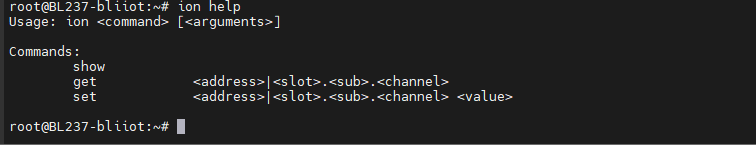 root@BL237-bliiot:~# ion help
Usage: ion <command> [<arguments>]
Commands:
show
get <address>|<slot>.<sub>.<channel>
set <address>|<slot>.<sub>.<channel> <value>
root@BL237-bliiot:~#